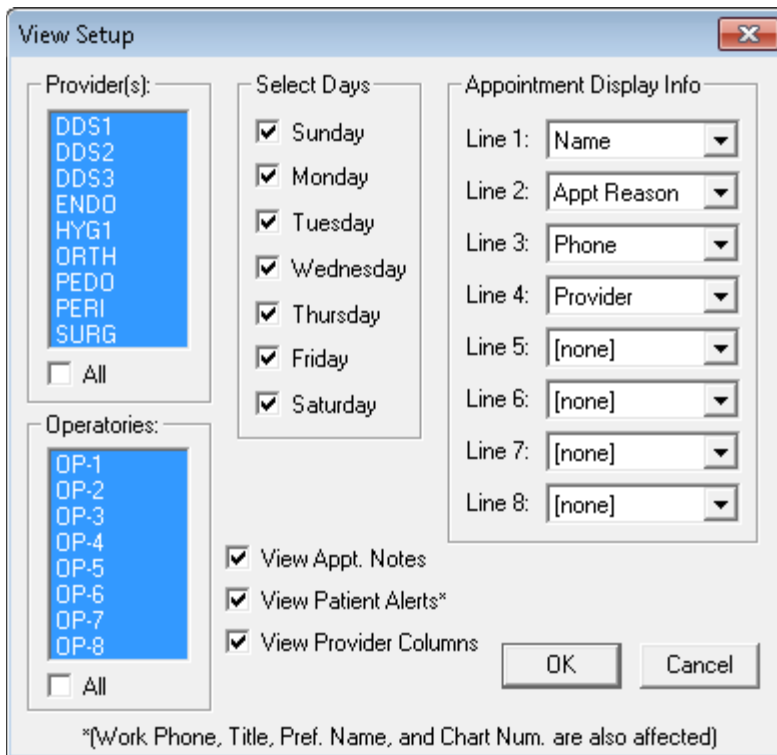 View Setup
Provider(s):
DDS1
DDS2
DDS3
ENDO
HYG1
ORTH
PEDO
PERI
SURG
All
Operatories:
OP-1
OP-2
OP-3
OP-4
OP-5
OP-6
OP-7
OP-8
All
Select Days
Sunday
Monday
Tuesday
Wednesday
Thursday
Friday
Saturday
Appointment Display Info
Line 1: Name
Line 2: Appt Reason
Line 3: Phone
Line 4: Provider
Line 5: [none]
Line 6: [none]
Line 7: [none]
Line 8: [none]
View Appt. Notes
View Patient Alerts*
View Provider Columns
OK
Cancel
*(Work Phone, Title, Pref. Name, and Chart Num. are also affected)